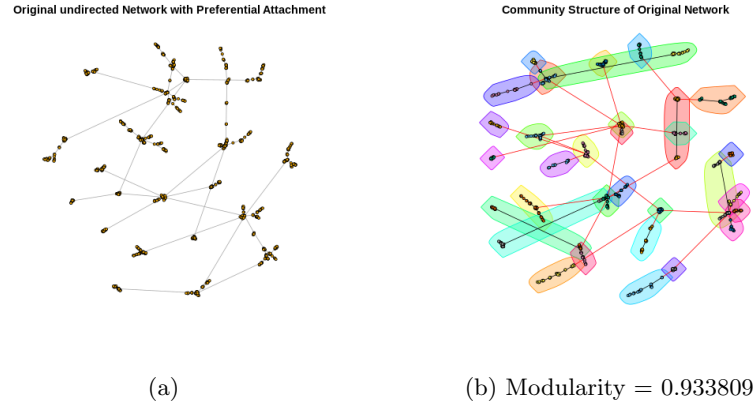 Original undirected Network with Preferential Attachment
Community Structure of Original Network
(a)
(b) Modularity = 0.933809